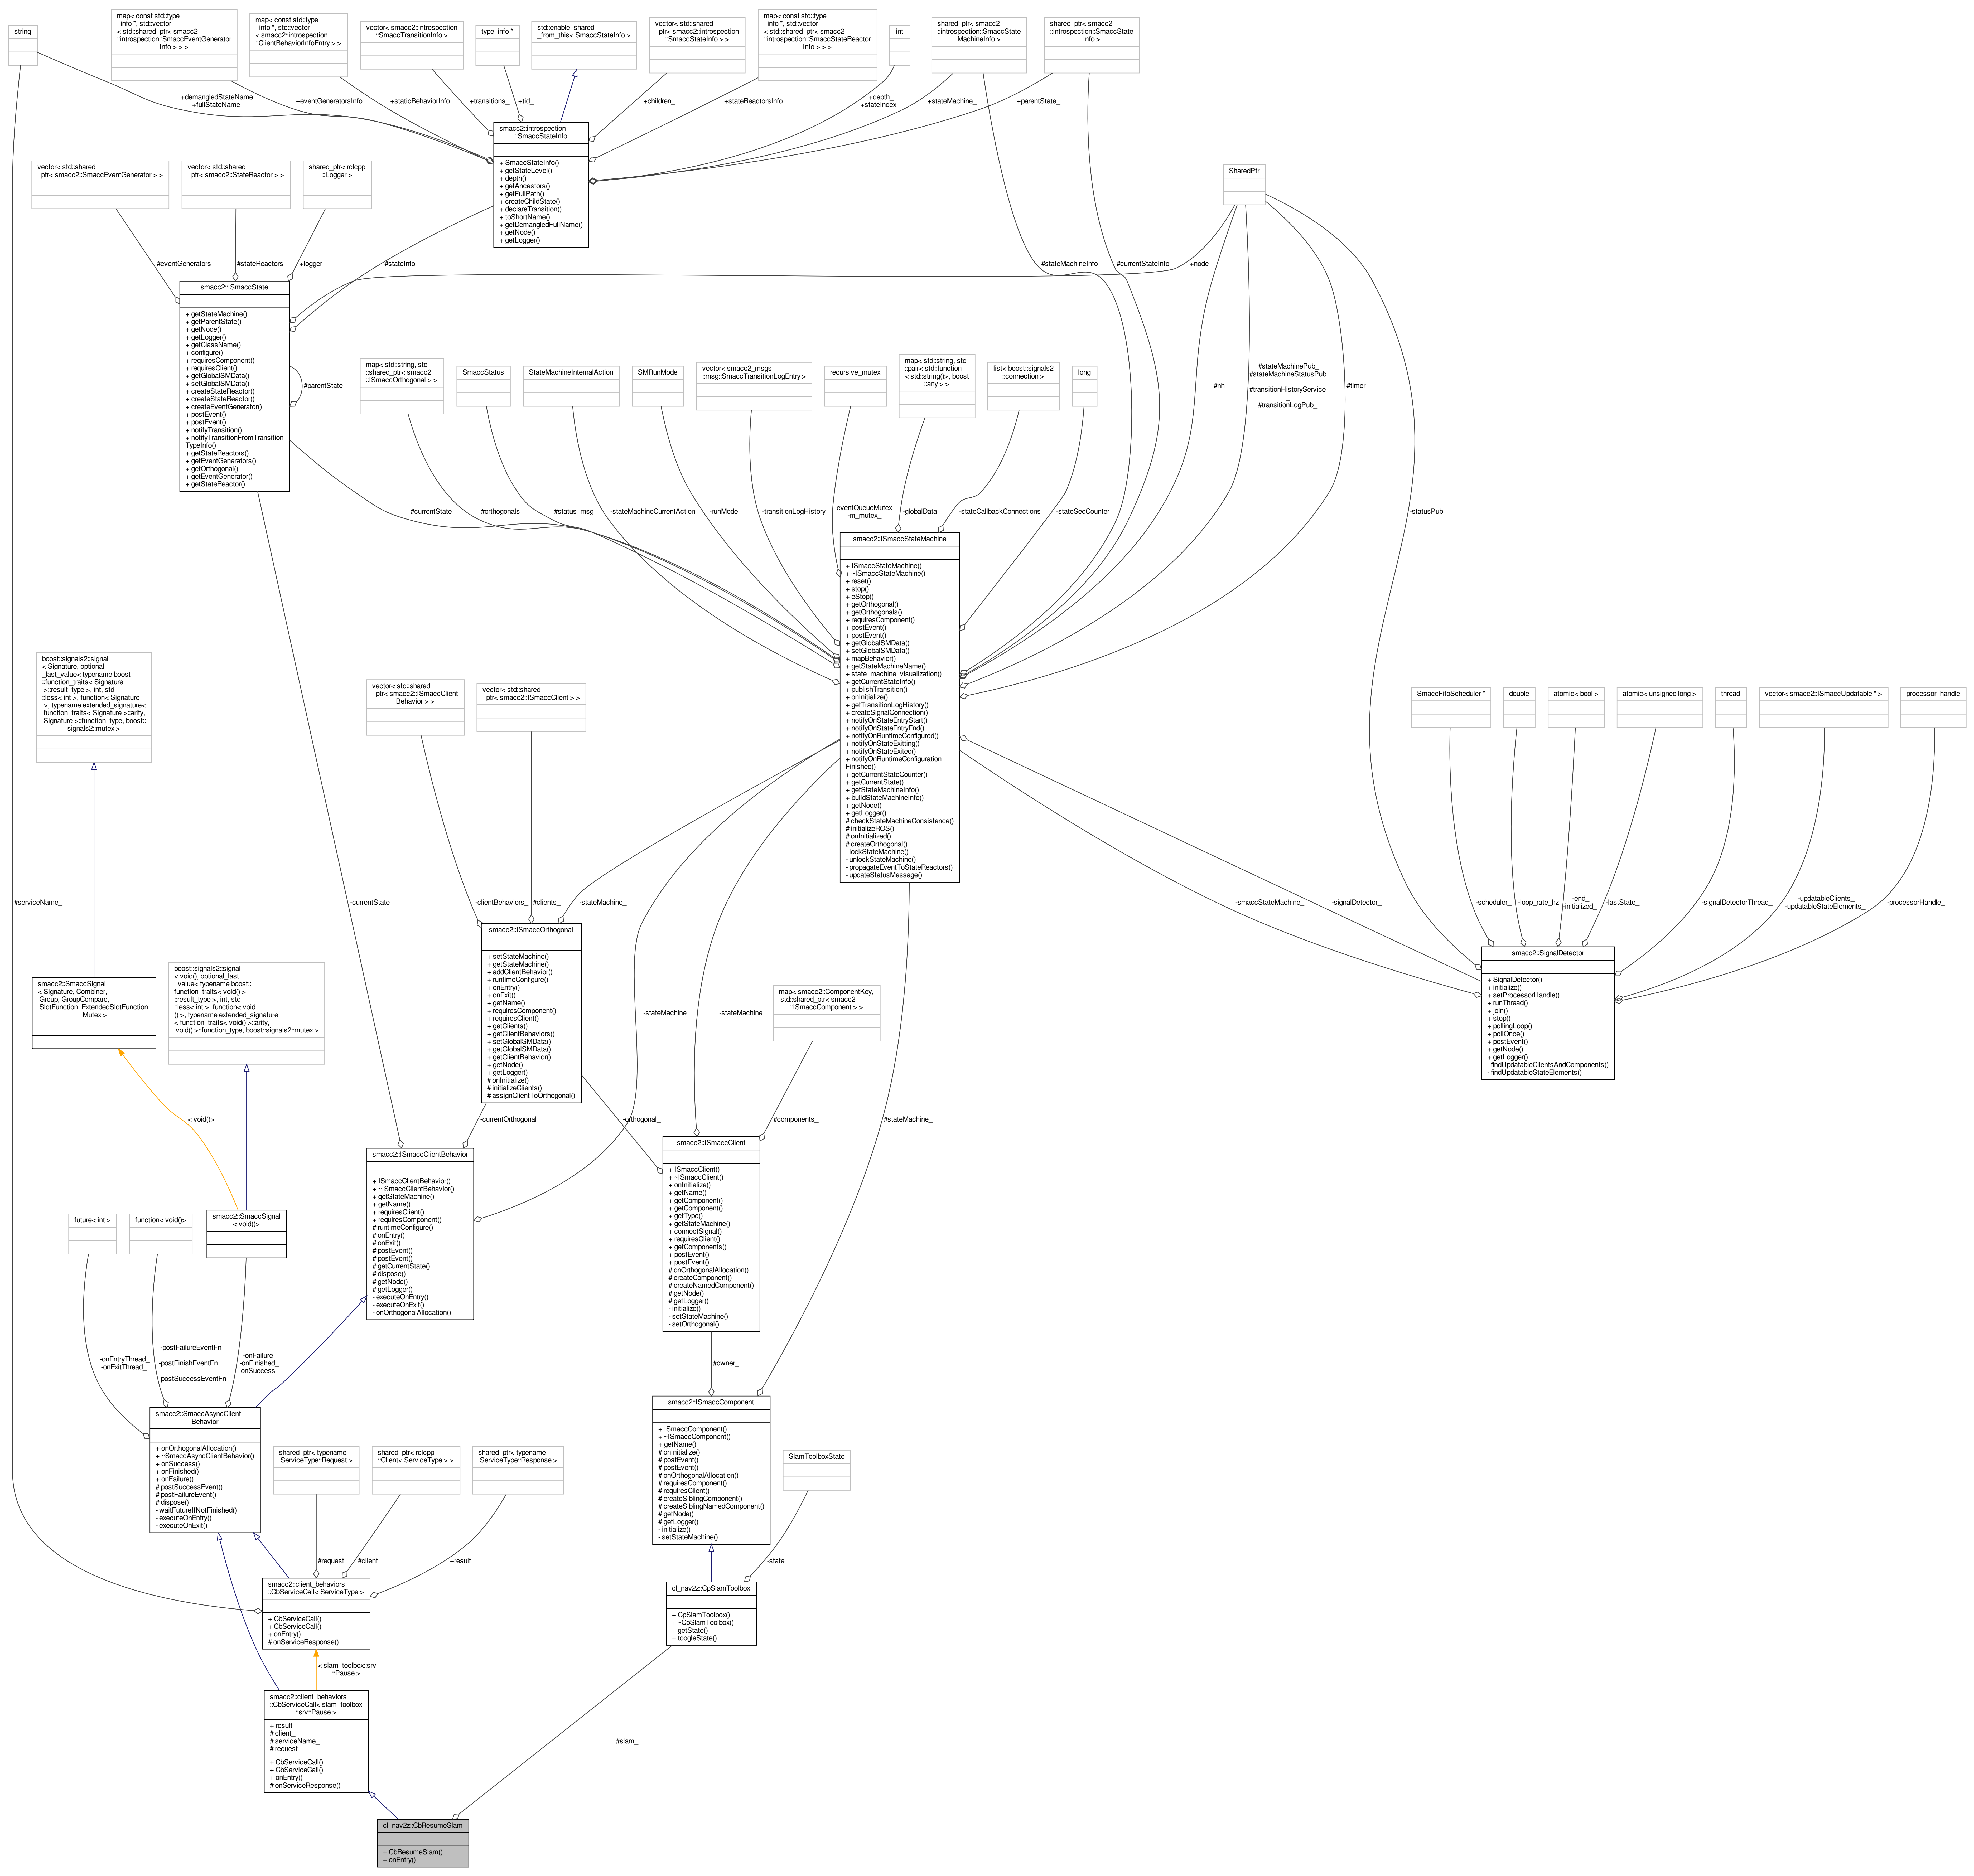 string
map< const std::type
_info *, std::vector
< std::shared_ptr< smacc2
::introspection::SmaccEventGenerator
Info > > >
map< const std::type
_info *, std::vector
< smacc2::introspection
::ClientBehaviorInfoEntry > >
vector< smacc2::introspection
::SmaccTransitionInfo >
type_info *
std::enable_shared
_from_this< SmaccStateInfo >
vector< std::shared
_ptr< smacc2::introspection
::SmaccStateInfo > >
map< const std::type
_info *, std::vector
< std::shared_ptr< smacc2
::introspection::SmaccStateReactor
Info > > >
int
shared_ptr< smacc2
::introspection::SmaccState
MachineInfo >
shared_ptr< smacc2
::introspection::SmaccState
Info >
+demangledStateName
+fullStateName
+eventGeneratorsInfo
+staticBehaviorInfo
+transitions_
+tid_
+children_
+stateReactorsInfo
+depth_
+stateIndex_
+stateMachine_
+parentState_
smacc2::introspection
::SmaccStateInfo
+ SmaccStateInfo()
+ getStateLevel()
+ depth()
+ getAncestors()
+ getFullPath()
+ createChildState()
+ declareTransition()
+ toShortName()
+ getDemangledFullName()
+ getNode()
+ getLogger()
vector< std::shared
_ptr< smacc2::SmaccEventGenerator > >
vector< std::shared
_ptr< smacc2::StateReactor > >
shared_ptr< rclcpp
::Logger >
SharedPtr
#eventGenerators_
#stateReactors_
+logger_
#stateInfo_
#stateMachineInfo_
#currentStateInfo_
+node_
smacc2::ISmaccState
+ getStateMachine()
+ getParentState()
+ getNode()
+ getLogger()
+ getClassName()
+ configure()
+ requiresComponent()
+ requiresClient()
+ getGlobalSMData()
+ setGlobalSMData()
+ createStateReactor()
+ createStateReactor()
+ createEventGenerator()
+ postEvent()
+ postEvent()
+ notifyTransition()
+ notifyTransitionFromTransition
TypeInfo()
+ getStateReactors()
+ getEventGenerators()
+ getOrthogonal()
+ getEventGenerator()
+ getStateReactor()
#parentState_
map< std::string, std
::shared_ptr< smacc2
::ISmaccOrthogonal > >
SmaccStatus
StateMachineInternalAction
SMRunMode
vector< smacc2_msgs
::msg::SmaccTransitionLogEntry >
recursive_mutex
map< std::string, std
::pair< std::function
< std::string()>, boost
::any > >
list< boost::signals2
::connection >
long
#nh_
#stateMachinePub_
#stateMachineStatusPub
_
#transitionHistoryService
_
#transitionLogPub_
#timer_
#currentState_
#orthogonals_
#status_msg_
-stateMachineCurrentAction
-runMode_
-transitionLogHistory_
-eventQueueMutex_
-m_mutex_
-globalData_
-stateCallbackConnections
-stateSeqCounter_
-statusPub_
smacc2::ISmaccStateMachine
+ ISmaccStateMachine()
+ ~ISmaccStateMachine()
+ reset()
+ stop()
+ eStop()
+ getOrthogonal()
+ getOrthogonals()
+ requiresComponent()
+ postEvent()
+ postEvent()
+ getGlobalSMData()
+ setGlobalSMData()
+ mapBehavior()
+ getStateMachineName()
+ state_machine_visualization()
+ getCurrentStateInfo()
+ publishTransition()
+ onInitialize()
+ getTransitionLogHistory()
+ createSignalConnection()
+ notifyOnStateEntryStart()
+ notifyOnStateEntryEnd()
+ notifyOnRuntimeConfigured()
+ notifyOnStateExitting()
+ notifyOnStateExited()
+ notifyOnRuntimeConfiguration
Finished()
+ getCurrentStateCounter()
+ getCurrentState()
+ getStateMachineInfo()
+ buildStateMachineInfo()
+ getNode()
+ getLogger()
# checkStateMachineConsistence()
# initializeROS()
# onInitialized()
# createOrthogonal()
- lockStateMachine()
- unlockStateMachine()
- propagateEventToStateReactors()
- updateStatusMessage()
boost::signals2::signal
< Signature, optional
_last_value< typename boost
::function_traits< Signature
>::result_type >, int, std
::less< int >, function< Signature
>, typename extended_signature<
function_traits< Signature >::arity,
Signature >::function_type, boost::
signals2::mutex >
vector< std::shared
_ptr< smacc2::ISmaccClient
Behavior > >
vector< std::shared
_ptr< smacc2::ISmaccClient > >
SmaccFifoScheduler *
double
atomic< bool >
atomic< unsigned long >
thread
vector< smacc2::ISmaccUpdatable * >
processor_handle
#serviceName_
-currentState
-clientBehaviors_
#clients_
-stateMachine_
-smaccStateMachine_
-signalDetector_
-scheduler_
-loop_rate_hz
-end_
-initialized_
-lastState_
-signalDetectorThread_
-updatableClients_
-updatableStateElements_
-processorHandle_
smacc2::ISmaccOrthogonal
+ setStateMachine()
+ getStateMachine()
+ addClientBehavior()
+ runtimeConfigure()
+ onEntry()
+ onExit()
+ getName()
+ requiresComponent()
+ requiresClient()
+ getClients()
+ getClientBehaviors()
+ setGlobalSMData()
+ getGlobalSMData()
+ getClientBehavior()
+ getNode()
+ getLogger()
# onInitialize()
# initializeClients()
# assignClientToOrthogonal()
smacc2::SignalDetector
+ SignalDetector()
+ initialize()
+ setProcessorHandle()
+ runThread()
+ join()
+ stop()
+ pollingLoop()
+ pollOnce()
+ postEvent()
+ getNode()
+ getLogger()
- findUpdatableClientsAndComponents()
- findUpdatableStateElements()
smacc2::SmaccSignal
< Signature, Combiner,
Group, GroupCompare,
SlotFunction, ExtendedSlotFunction,
Mutex >
boost::signals2::signal
< void(), optional_last
_value< typename boost::
function_traits< void() >
::result_type >, int, std
::less< int >, function< void
() >, typename extended_signature
< function_traits< void() >::arity,
void() >::function_type, boost::signals2::mutex >
map< smacc2::ComponentKey,
std::shared_ptr< smacc2
::ISmaccComponent > >
-stateMachine_
-stateMachine_
< void()>
-currentOrthogonal
-orthogonal_
#components_
#stateMachine_
smacc2::ISmaccClientBehavior
+ ISmaccClientBehavior()
+ ~ISmaccClientBehavior()
+ getStateMachine()
+ getName()
+ requiresClient()
+ requiresComponent()
# runtimeConfigure()
# onEntry()
# onExit()
# postEvent()
# postEvent()
# getCurrentState()
# dispose()
# getNode()
# getLogger()
- executeOnEntry()
- executeOnExit()
- onOrthogonalAllocation()
smacc2::ISmaccClient
+ ISmaccClient()
+ ~ISmaccClient()
+ onInitialize()
+ getName()
+ getComponent()
+ getComponent()
+ getType()
+ getStateMachine()
+ connectSignal()
+ requiresClient()
+ getComponents()
+ postEvent()
+ postEvent()
# onOrthogonalAllocation()
# createComponent()
# createNamedComponent()
# getNode()
# getLogger()
- initialize()
- setStateMachine()
- setOrthogonal()
future< int >
function< void()>
smacc2::SmaccSignal
< void()>
-onEntryThread_
-onExitThread_
-postFailureEventFn
_
-postFinishEventFn
_
-postSuccessEventFn_
-onFailure_
-onFinished_
-onSuccess_
#owner_
smacc2::SmaccAsyncClient
Behavior
+ onOrthogonalAllocation()
+ ~SmaccAsyncClientBehavior()
+ onSuccess()
+ onFinished()
+ onFailure()
# postSuccessEvent()
# postFailureEvent()
# dispose()
- waitFutureIfNotFinished()
- executeOnEntry()
- executeOnExit()
smacc2::ISmaccComponent
+ ISmaccComponent()
+ ~ISmaccComponent()
+ getName()
# onInitialize()
# postEvent()
# postEvent()
# onOrthogonalAllocation()
# requiresComponent()
# requiresClient()
# createSiblingComponent()
# createSiblingNamedComponent()
# getNode()
# getLogger()
- initialize()
- setStateMachine()
shared_ptr< typename
ServiceType::Request >
shared_ptr< rclcpp
::Client< ServiceType > >
shared_ptr< typename
ServiceType::Response >
SlamToolboxState
#request_
#client_
+result_
-state_
smacc2::client_behaviors
::CbServiceCall< ServiceType >
+ CbServiceCall()
+ CbServiceCall()
+ onEntry()
# onServiceResponse()
cl_nav2z::CpSlamToolbox
+ CpSlamToolbox()
+ ~CpSlamToolbox()
+ getState()
+ toogleState()
< slam_toolbox::srv
::Pause >
smacc2::client_behaviors
::CbServiceCall< slam_toolbox
::srv::Pause >
+ result_
# client_
# serviceName_
# request_
+ CbServiceCall()
+ CbServiceCall()
+ onEntry()
# onServiceResponse()
#slam_
cl_nav2z::CbResumeSlam
+ CbResumeSlam()
+ onEntry()